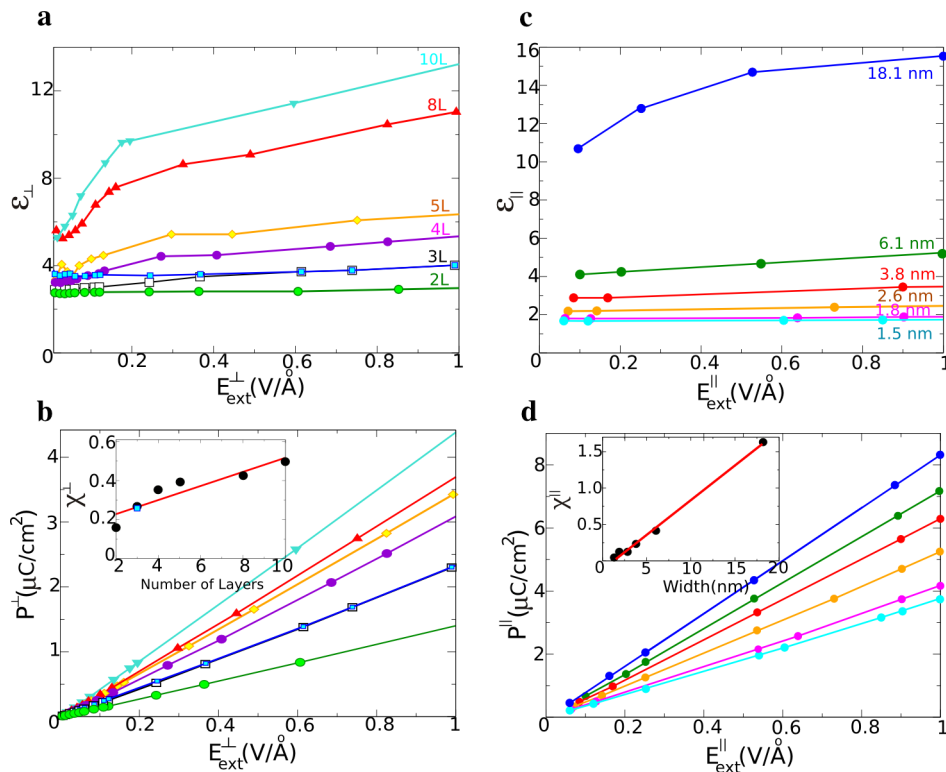 a
ε⊥
12
8
4
0
10L
8L
5L
4L
3L
2L
0 0.2 0.4 0.6 0.8 1
E⊥ext(V/Å)
c
ε||
16
14
12
10
8
6
4
2
0
18.1 nm
6.1 nm
3.8 nm
2.6 nm
1.8 nm
1.5 nm
0 0.2 0.4 0.6 0.8 1
E||ext(V/Å)
b
P⊥(μC/cm²)
4
3
2
1
0
χ⊥
0.6
0.4
0.2
0
2 4 6 8 10
Number of Layers
0.2 0.4 0.6 0.8 1
E⊥ext(V/Å)
d
P||(μC/cm²)
8
6
4
2
χ||
1.5
1.0
0.5
0 5 10 15 20
Width(nm)
0 0.2 0.4 0.6 0.8 1
E||ext(V/Å)